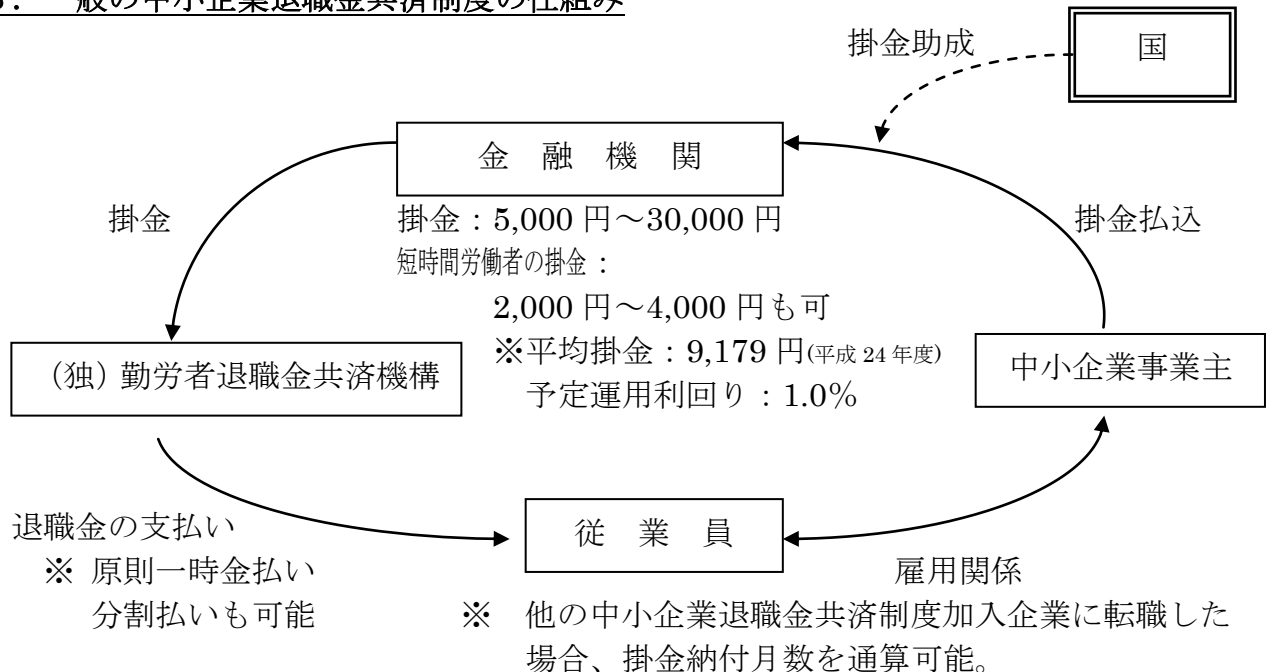 一般の中小企業退職金共済制度の仕組み
掛金助成
国
金 融 機 関
掛金
掛金：5,000 円～30,000 円
掛金払込
短時間労働者の掛金：
2,000 円～4,000 円も可
※平均掛金：9,179 円(平成 24 年度)
予定運用利回り：1.0%
（独）勤労者退職金共済機構
中小企業事業主
退職金の支払い
※ 原則一時金払い
分割払いも可能
従 業 員
雇用関係
※ 他の中小企業退職金共済制度加入企業に転職した
場合、掛金納付月数を通算可能。